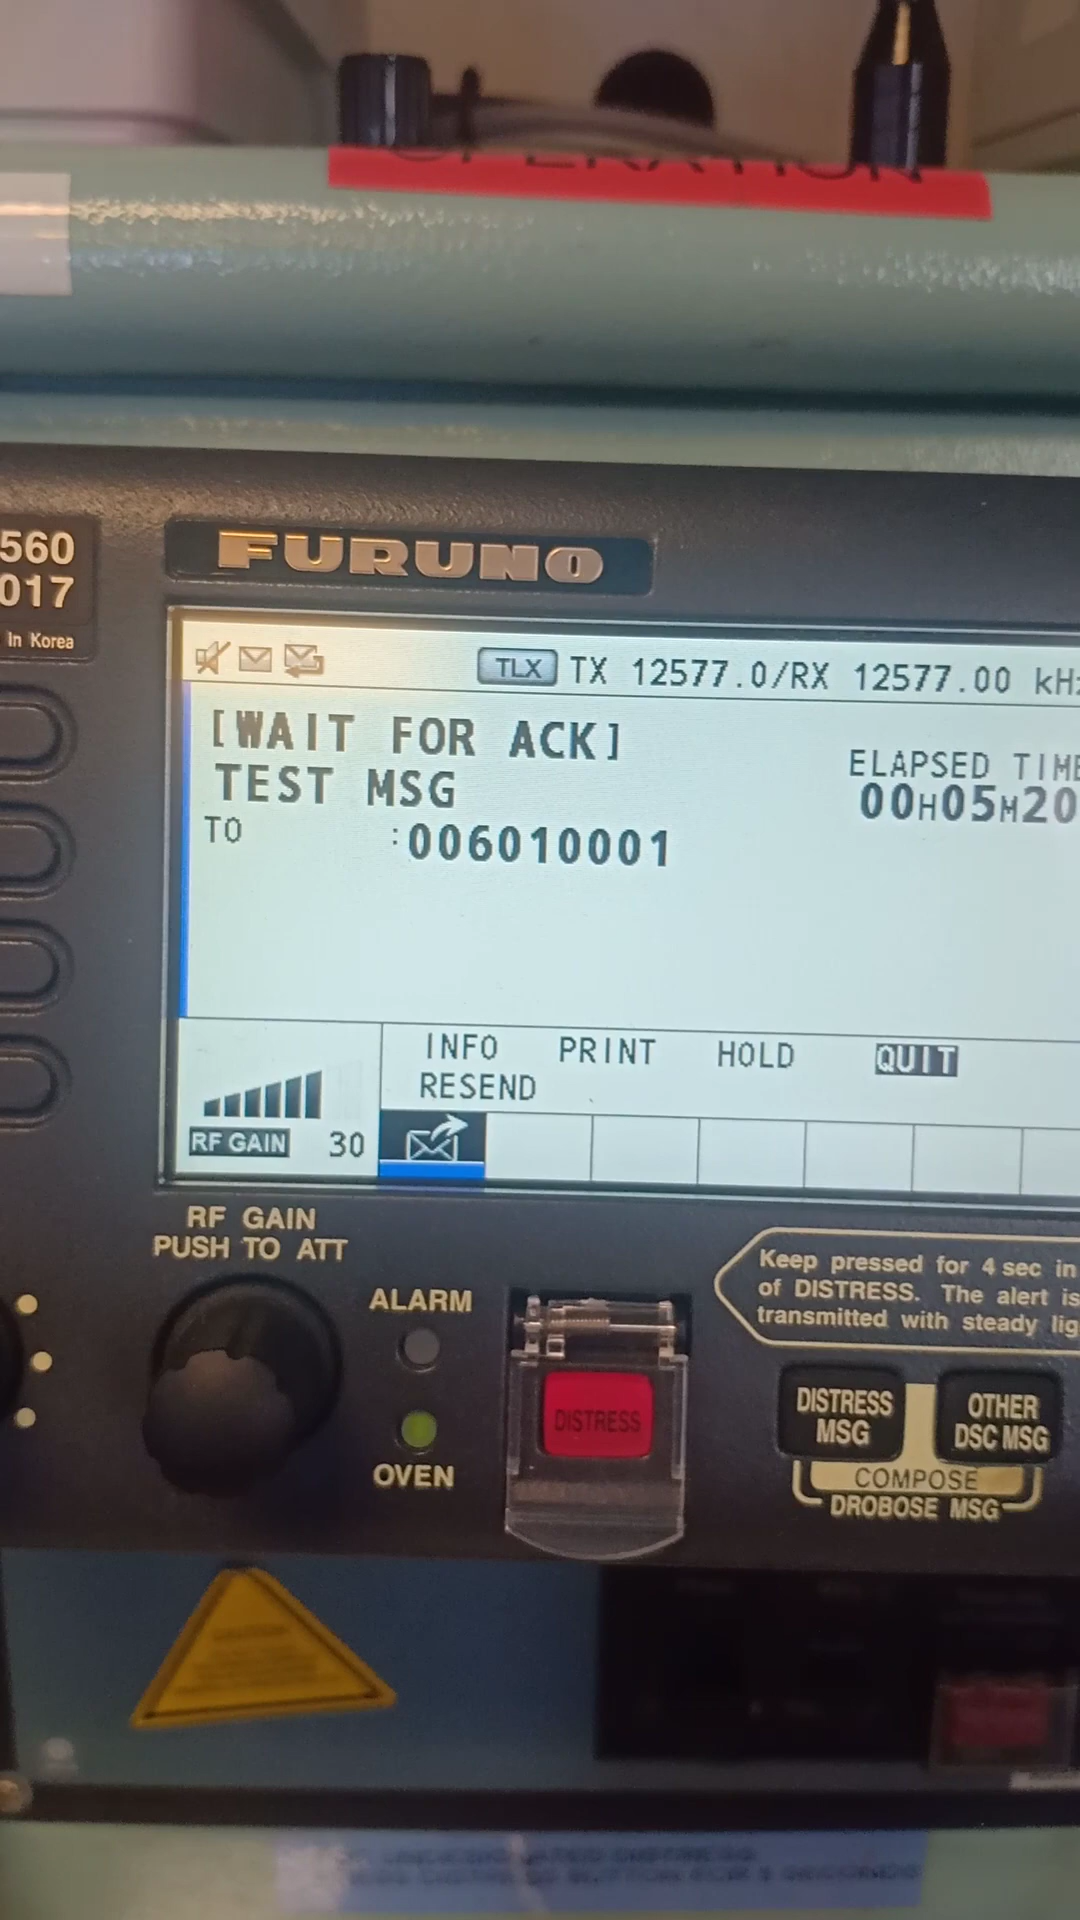 OPERATION
560
017
In Korea
FURUNO
TLX TX 12577.0/RX 12577.00 kHz
[WAIT FOR ACK]
TEST MSG
ELAPSED TIME
00H05M20
TO :006010001
INFO PRINT HOLD QUIT
RESEND
RF GAIN 30
RF GAIN
PUSH TO ATT
ALARM
OVEN
DISTRESS
Keep pressed for 4 sec in
of DISTRESS. The alert is
transmitted with steady lig
DISTRESS
MSG
OTHER
DSC MSG
COMPOSE
DROBOSE MSG